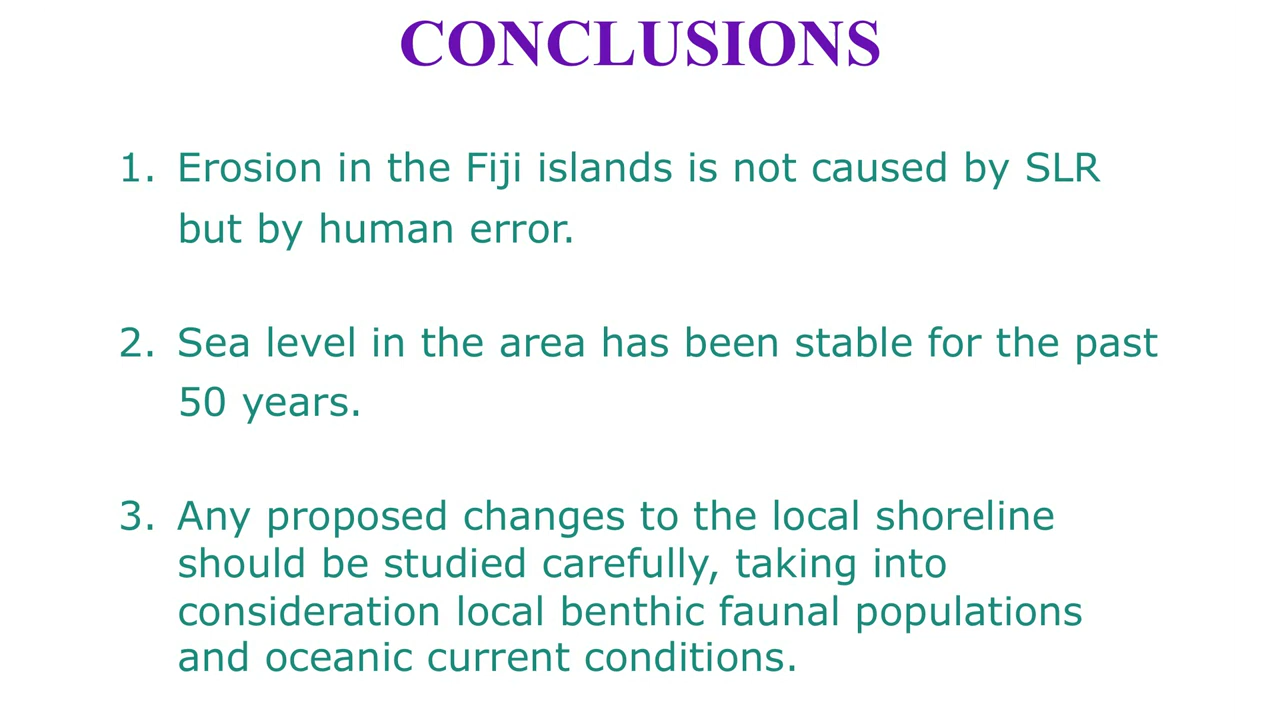 CONCLUSIONS
1. Erosion in the Fiji islands is not caused by SLR
but by human error.
2. Sea level in the area has been stable for the past
50 years.
3. Any proposed changes to the local shoreline
should be studied carefully, taking into
consideration local benthic faunal populations
and oceanic current conditions.